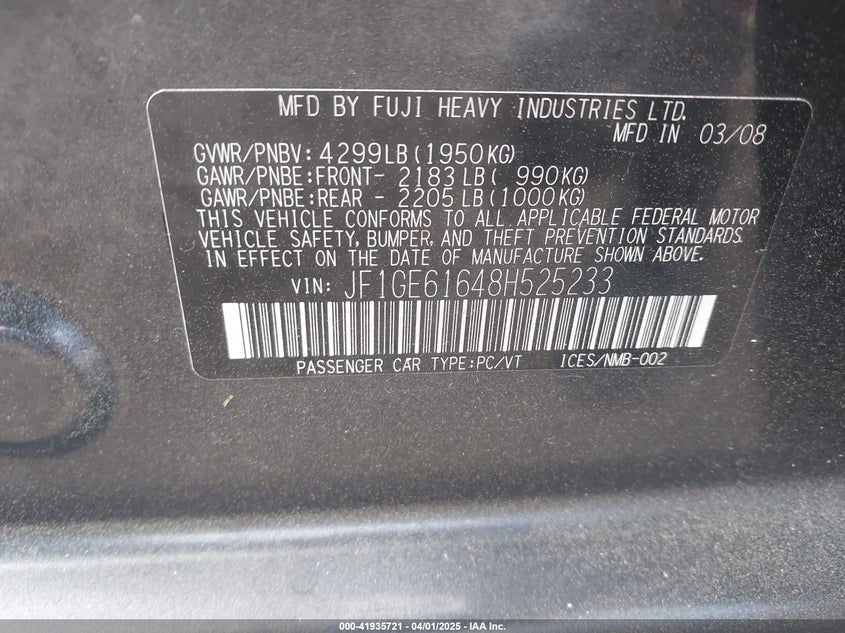 MFD BY FUJI HEAVY INDUSTRIES LTD.
MFD IN 03/08
GVWR/PNBV: 4299LB(1950KG)
GAWR/PNBE:FRONT- 2183LB( 990KG)
GAWR/PNBE:REAR - 2205LB(1000KG)
THIS VEHICLE CONFORMS TO ALL APPLICABLE FEDERAL MOTOR
VEHICLE SAFETY, BUMPER, AND THEFT PREVENTION STANDARDS
IN EFFECT ON THE DATE OF MANUFACTURE SHOWN ABOVE.
VIN: JF1GE61648H525233
PASSENGER CAR TYPE:PC/VT ICES/NMB-002
000-41935721 / 04/01/2025 - IAA Inc.